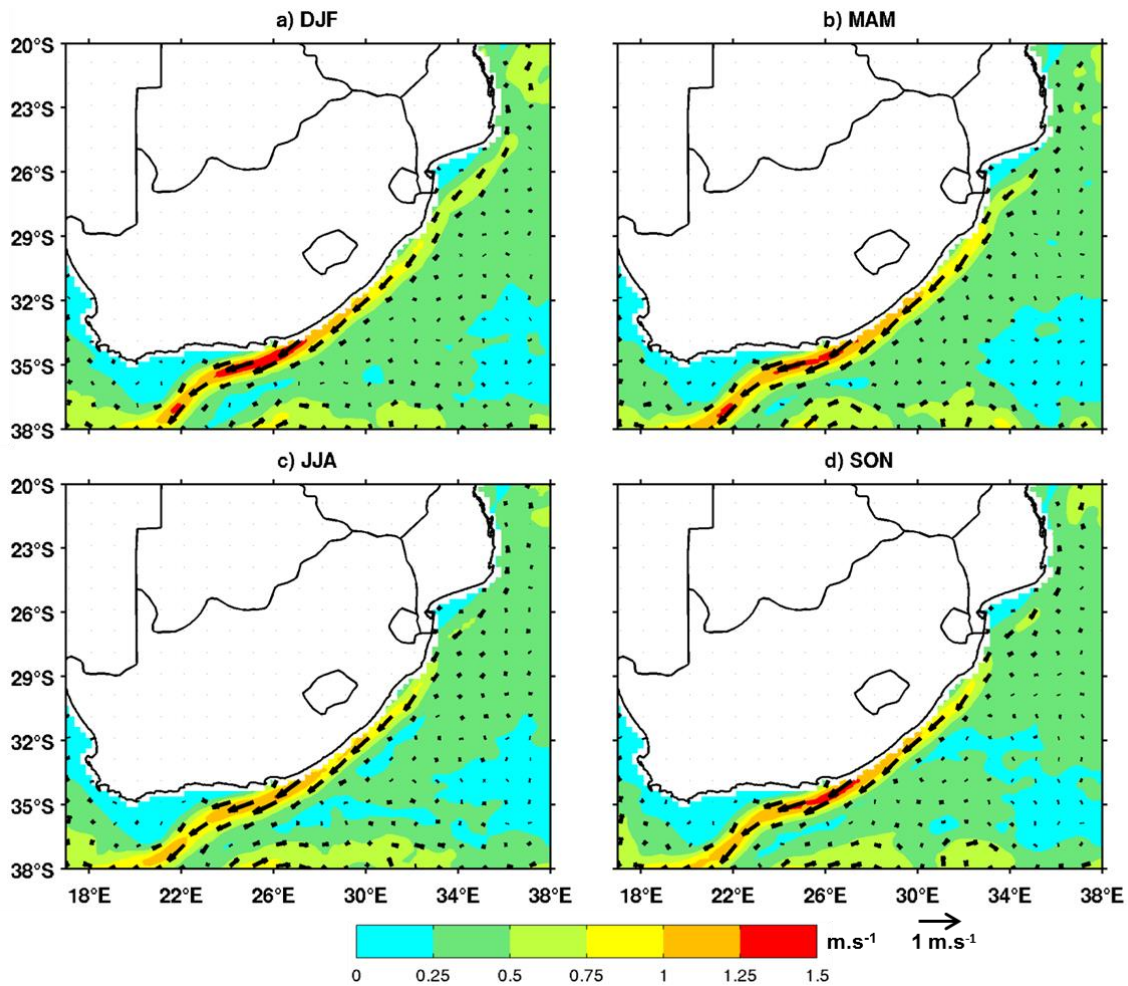 a) DJF
b) MAM
20°S
23°S
26°S
29°S
32°S
35°S
38°S
c) JJA
d) SON
20°S
23°S
26°S
29°S
32°S
35°S
38°S
18°E 22°E 26°E 30°E 34°E 38°E
18°E 22°E 26°E 30°E 34°E 38°E
m.s⁻¹
1 m.s⁻¹
0 0.25 0.5 0.75 1 1.25 1.5